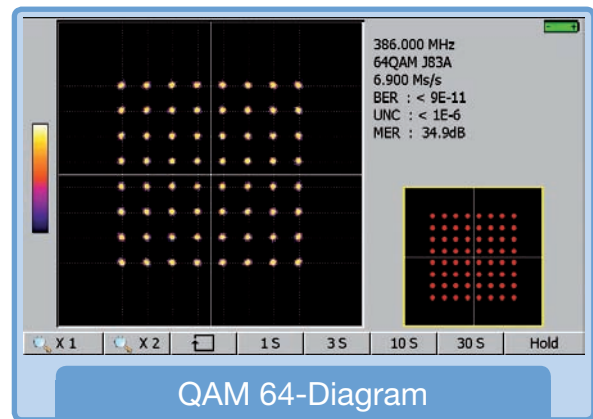 386.000 MHz
64QAM J83A
6.900 Ms/s
BER : < 9E-11
UNC : < 1E-6
MER : 34.9dB
X 1 X 2 1 S 3 S 10 S 30 S Hold
QAM 64-Diagram